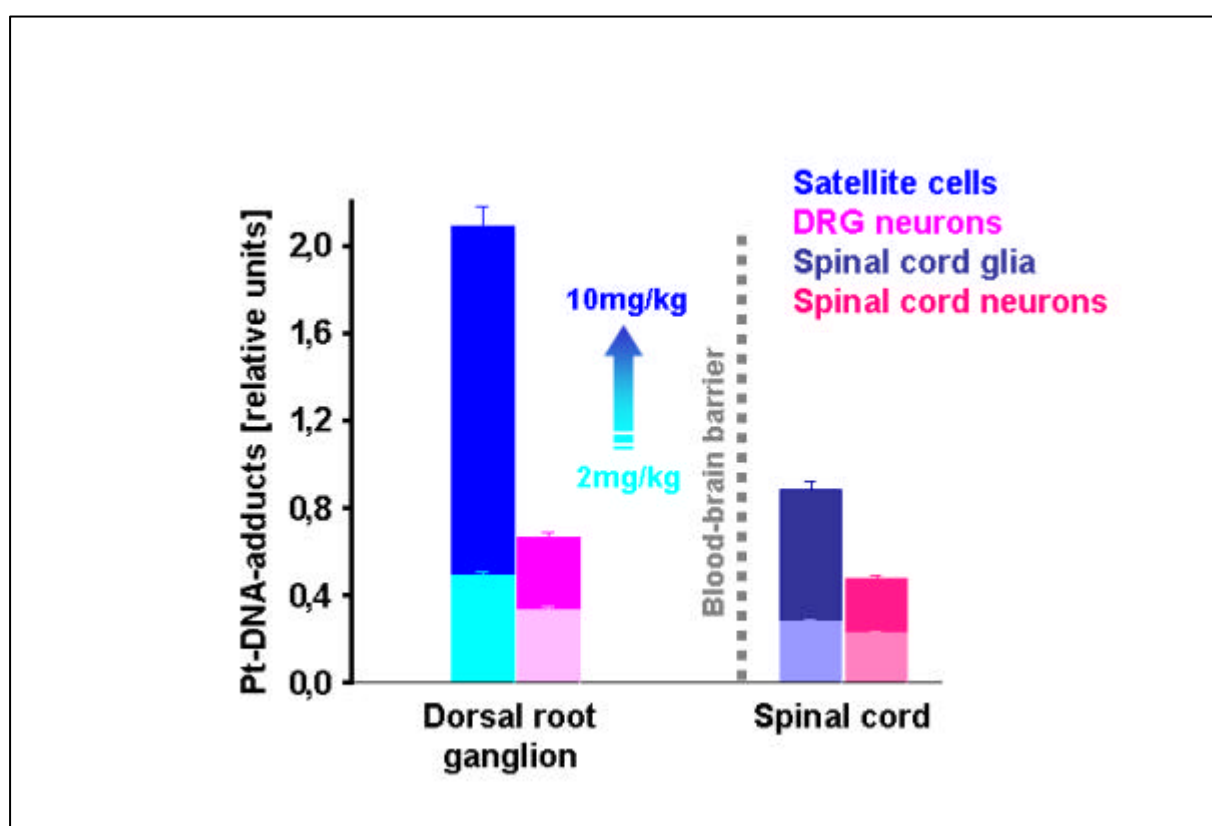 Satellite cells
DRG neurons
Spinal cord glia
Spinal cord neurons
Pt-DNA-adducts [relative units]
2,0
1,6
1,2
0,8
0,4
0,0
10mg/kg
2mg/kg
Blood-brain barrier
Dorsal root
ganglion
Spinal cord